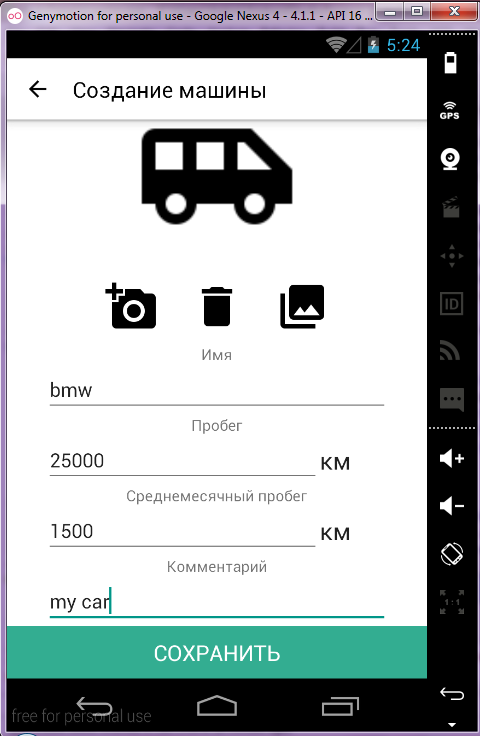 Genymotion for personal use - Google Nexus 4 - 4.1.1 - API 16 ...
5:24
Создание машины
GPS
Имя
bmw
ID
Пробег
25000 км
Среднемесячный пробег
1500 км
Комментарий
my car
1:1
СОХРАНИТЬ
free for personal use